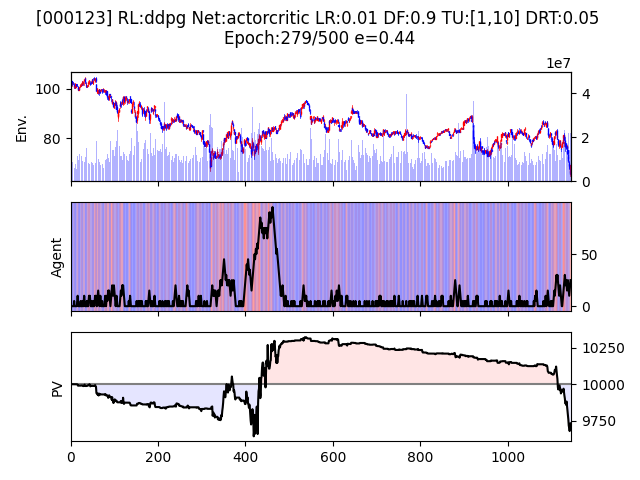 [000123] RL:ddpg Net:actorcritic LR:0.01 DF:0.9 TU:[1,10] DRT:0.05
Epoch:279/500 e=0.44
1e7
100
80
Env.
4
2
0
Agent
50
0
PV
10250
10000
9750
0
200
400
600
800
1000